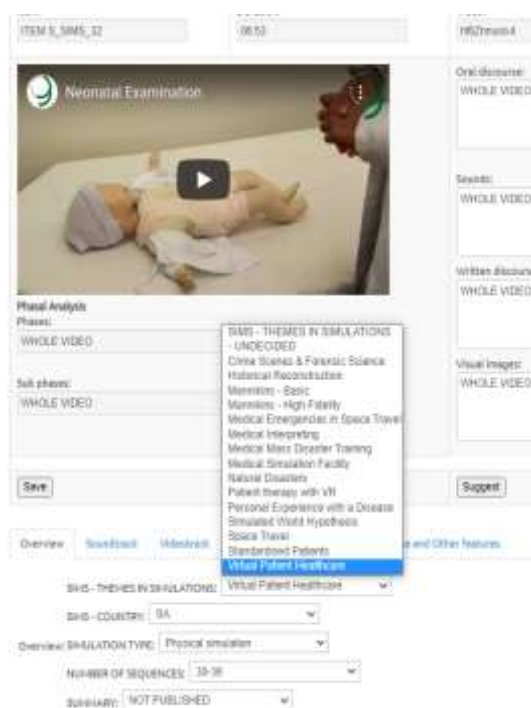 ITEM 5_SIMS_32
06:53
Neonatal Examination
Oral discourse:
WHOLE VIDEO
Sounds:
WHOLE VIDEO
Written discourse
WHOLE VIDEO
Visual images:
WHOLE VIDEO
Phasal Analysis
Phases:
WHOLE VIDEO
Sub phases:
WHOLE VIDEO
SIMS - THEMES IN SIMULATIONS
- UNDECIDED
Crime Scenes & Forensic Science
Historical Reconstruction
Mannikins - Basic
Mannikins - High Fidelity
Medical Emergencies in Space Travel
Medical Interpreting
Medical Mass Disaster Training
Medical Simulation Facility
Natural Disasters
Patient therapy with VR
Personal Experience with a Disease
Simulated World Hypothesis
Space Travel
Standardised Patients
Virtual Patient Healthcare
Save
Suggest
Overview Soundtrack Videotrack and Other Features
SIMS - THEMES IN SIMULATIONS: Virtual Patient Healthcare
SIMS - COUNTRY:
Overview: SIMULATION TYPE: Physical simulation
NUMBER OF SEQUENCES:
SUMMARY: NOT PUBLISHED